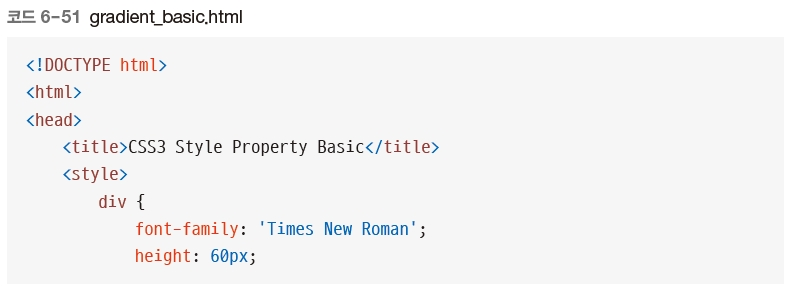 코드 6-51 gradient_basic.html
<!DOCTYPE html>
<html>
<head>
<title>CSS3 Style Property Basic</title>
<style>
div {
font-family: 'Times New Roman';
height: 60px;